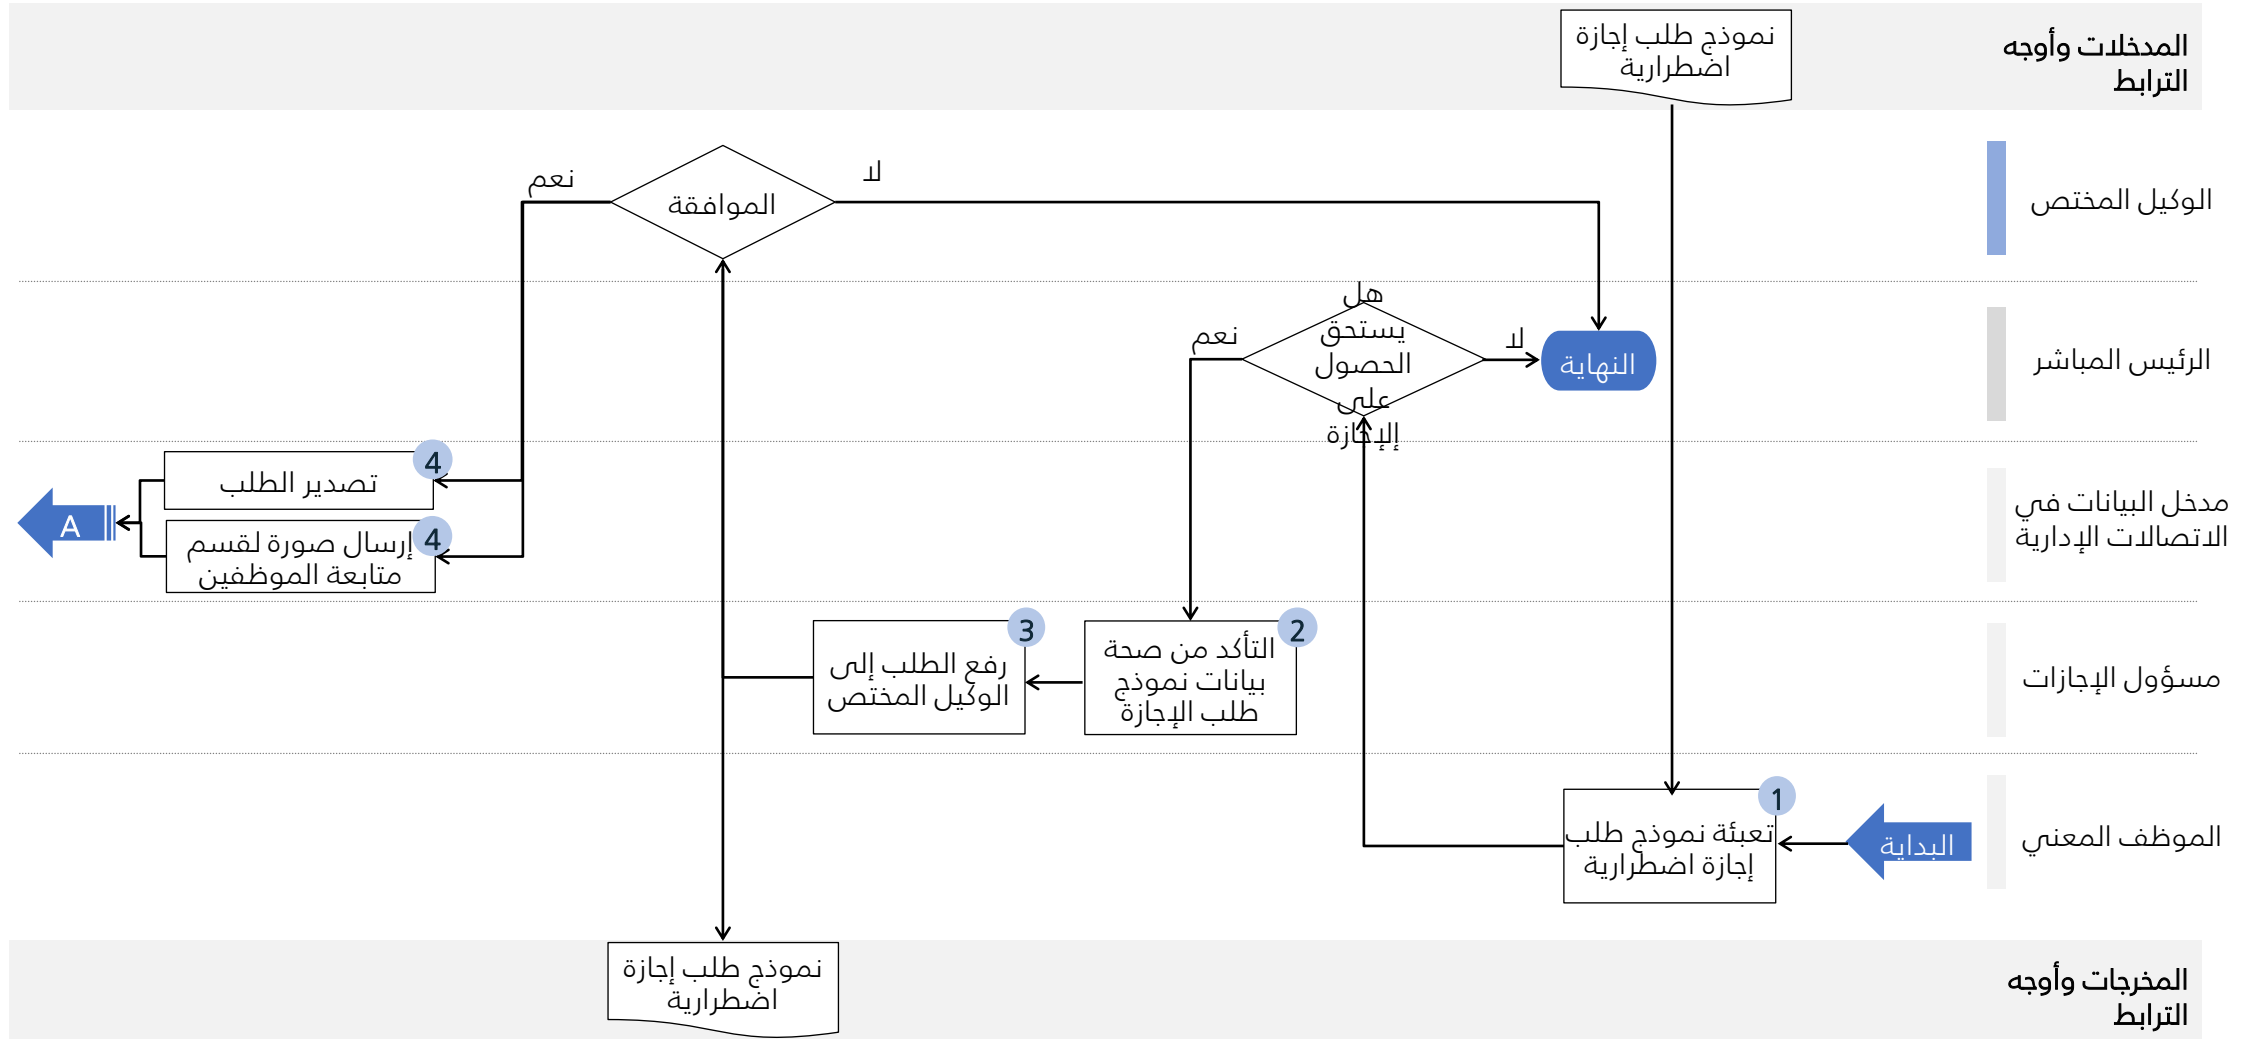 المدخلات وأوجه
الترابط
نموذج طلب إجازة
اضطرارية
الوكيل المختص
لا
الموافقة
نعم
الرئيس المباشر
النهاية
لا
هل
يستحق
الحصول
على
الإجازة
نعم
مدخل البيانات في
الاتصالات الإدارية
4
تصدير الطلب
4
إرسال صورة لقسم
متابعة الموظفين
A
مسؤول الإجازات
2
التأكد من صحة
بيانات نموذج
طلب الإجازة
3
رفع الطلب إلى
الوكيل المختص
الموظف المعني
البداية
1
تعبئة نموذج طلب
إجازة اضطرارية
المخرجات وأوجه
الترابط
نموذج طلب إجازة
اضطرارية